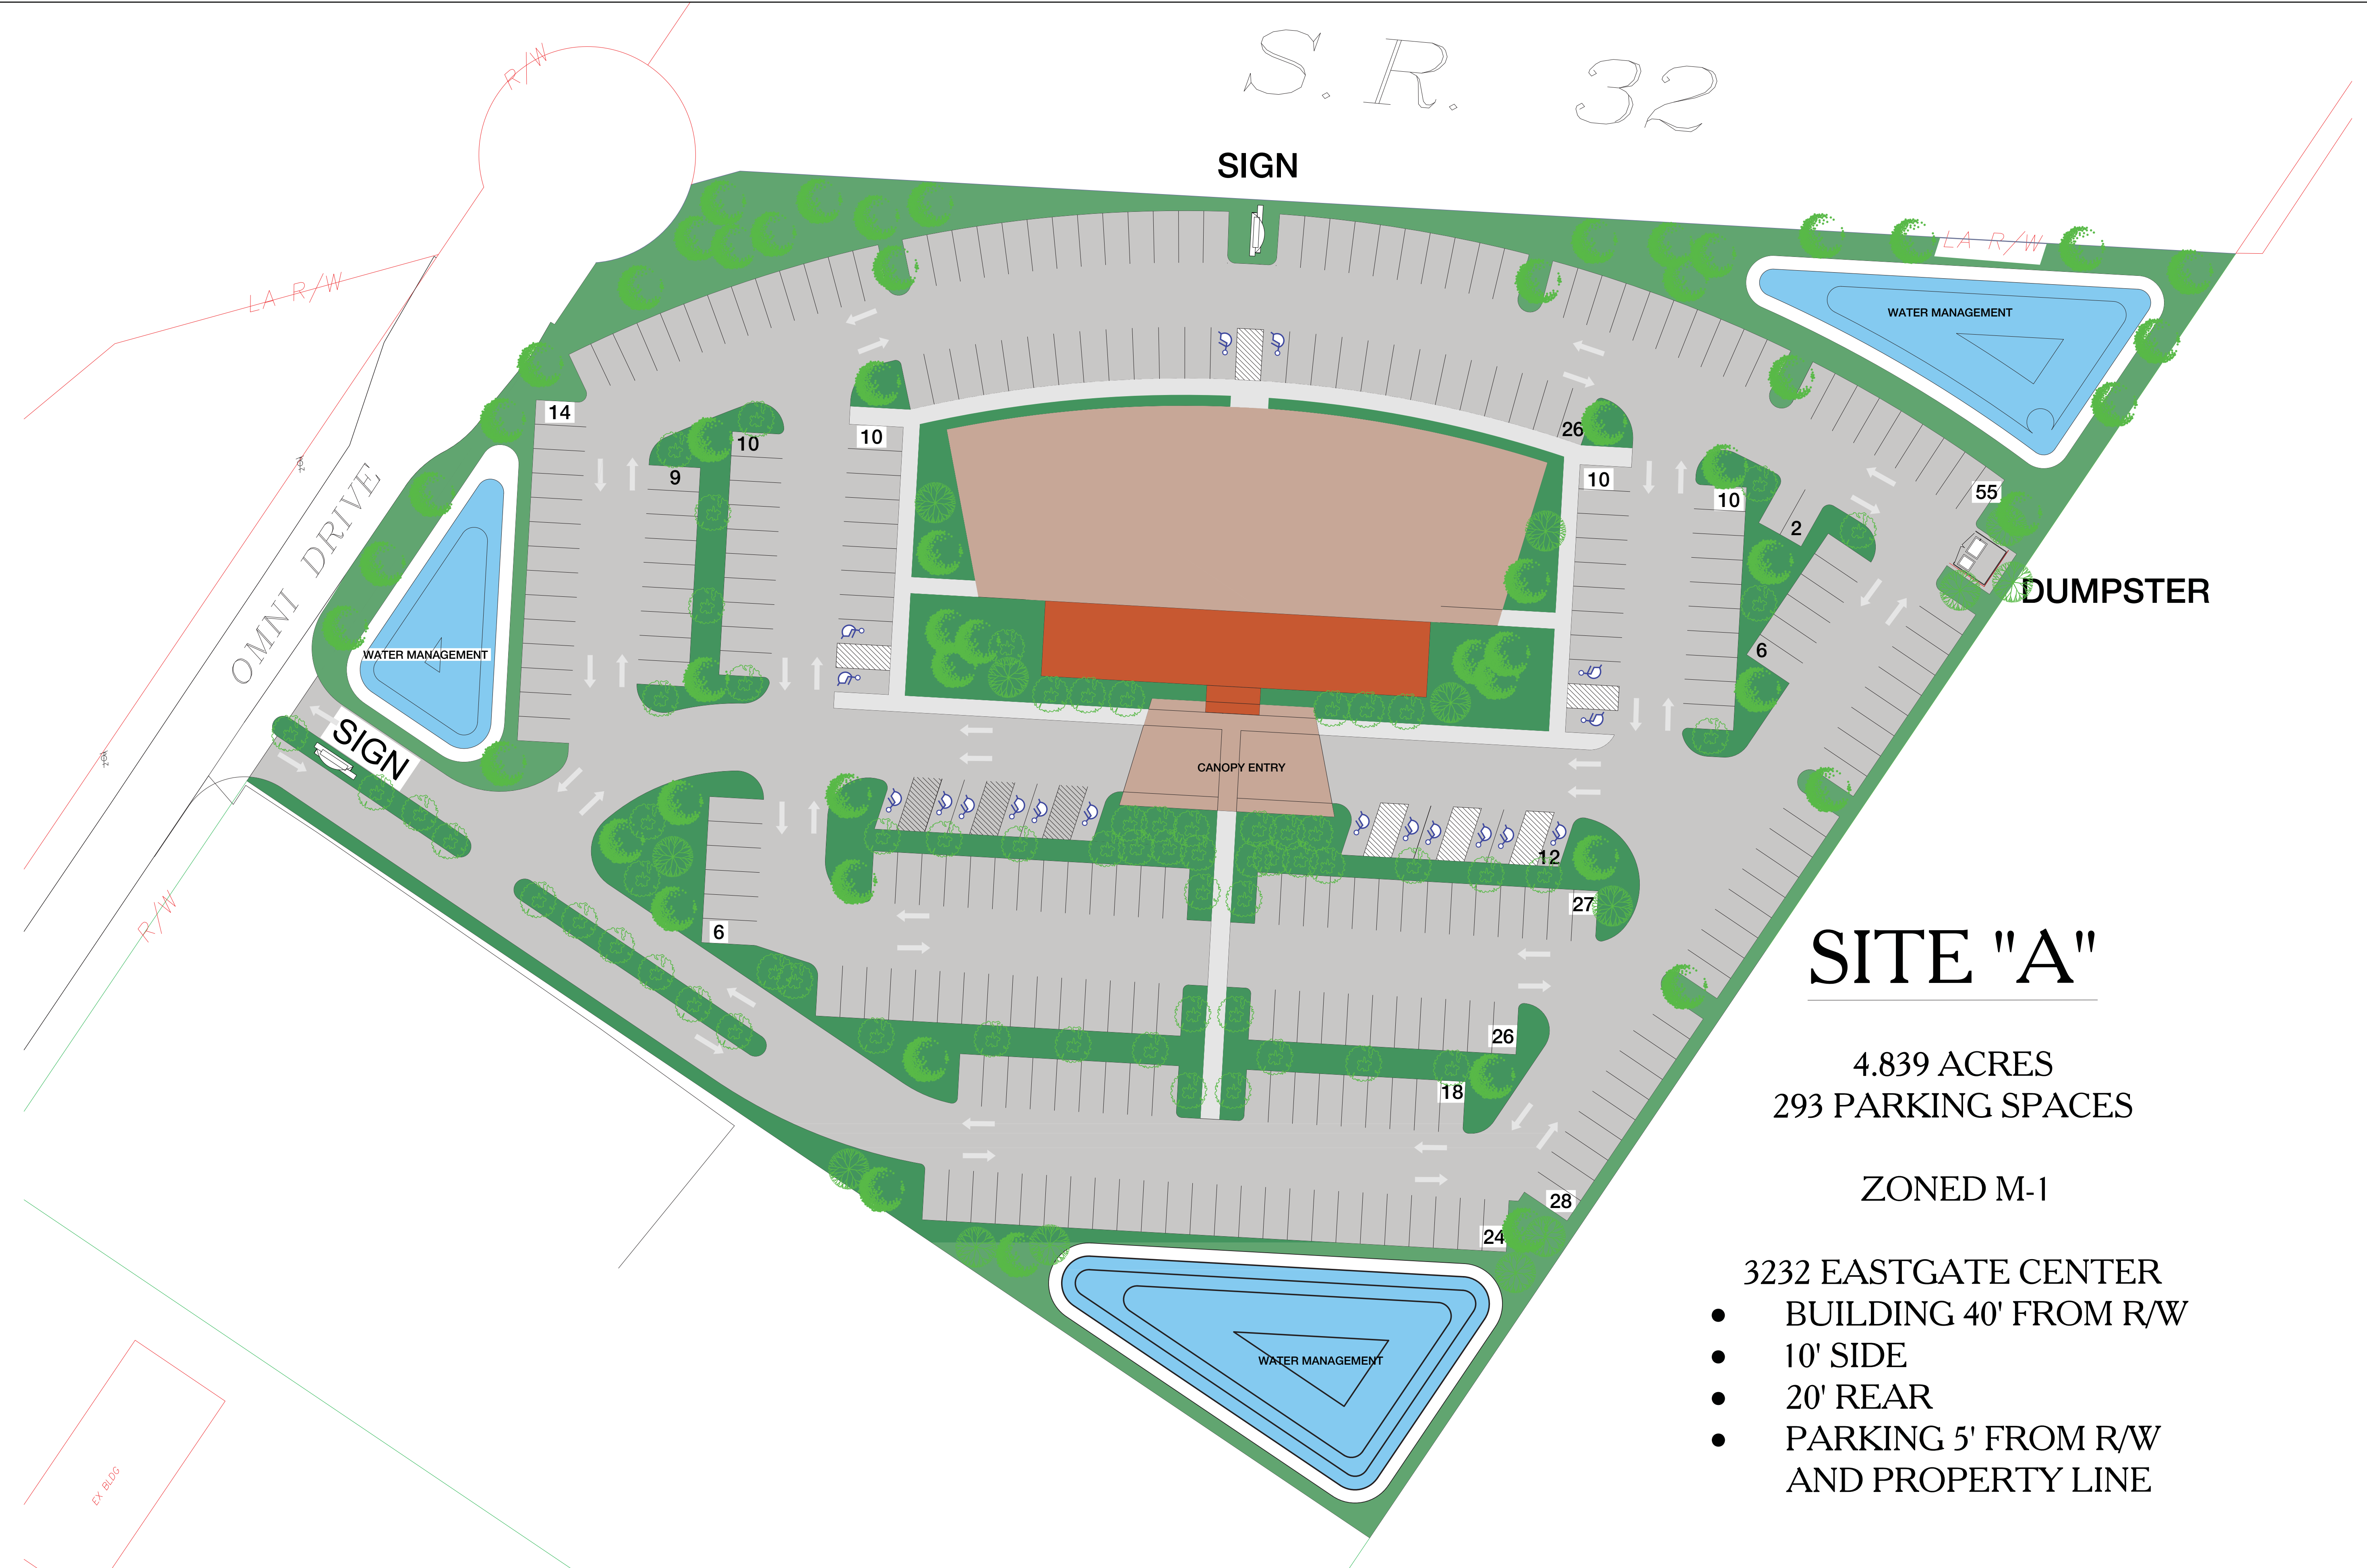 S.R. 32
R/W
SIGN
LA R/W
LA R/W
WATER MANAGEMENT
OMNI DRIVE
14
10
9
10
26
10
10
55
2
DUMPSTER
6
WATER MANAGEMENT
SIGN
CANOPY ENTRY
12
27
6
R/W
26
18
28
24
WATER MANAGEMENT
EX BLDG
SITE "A"
4.839 ACRES
293 PARKING SPACES
ZONED M-1
3232 EASTGATE CENTER
• BUILDING 40' FROM R/W
• 10' SIDE
• 20' REAR
• PARKING 5' FROM R/W
AND PROPERTY LINE